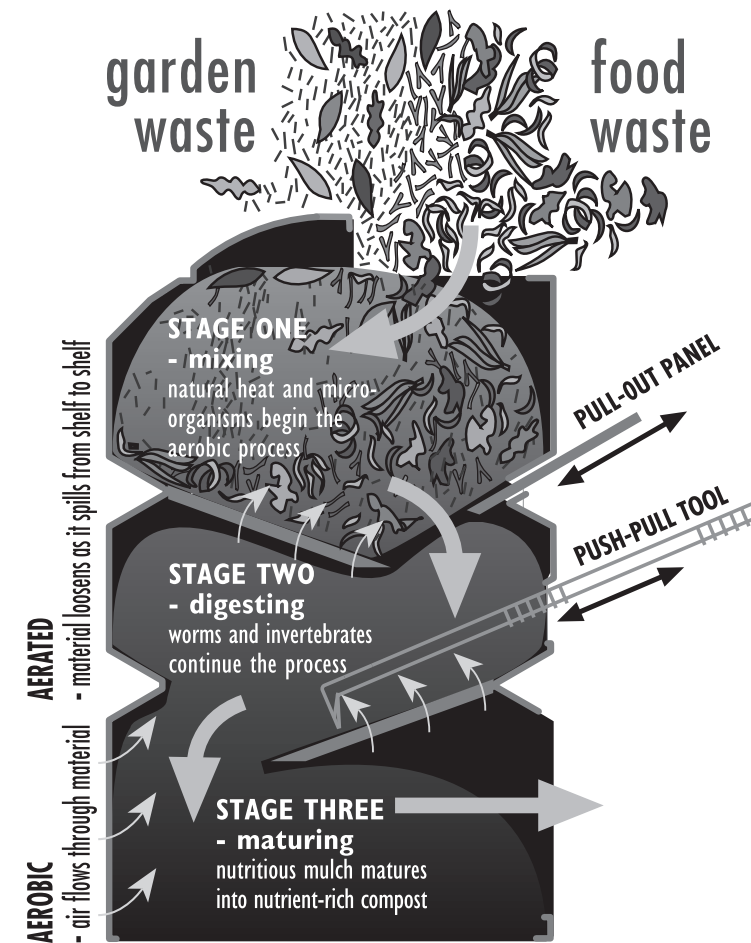 garden
waste
food
waste
STAGE ONE
- mixing
natural heat and micro-
organisms begin the
aerobic process
PULL-OUT PANEL
PUSH-PULL TOOL
STAGE TWO
- digesting
worms and invertebrates
continue the process
STAGE THREE
- maturing
nutritious mulch matures
into nutrient-rich compost
AERATED
- material loosens as it spills from shelf to shelf
AEROBIC
- air flows through material